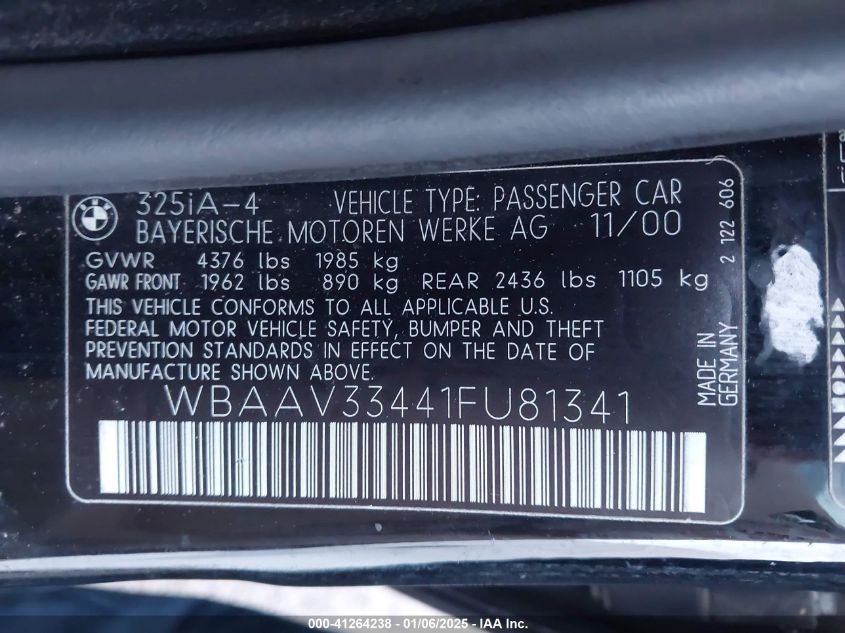 BMW
325iA-4 VEHICLE TYPE: PASSENGER CAR
BAYERISCHE MOTOREN WERKE AG 11/00
GVWR 4376 lbs 1985 kg
GAWR FRONT 1962 lbs 890 kg REAR 2436 lbs 1105 kg
THIS VEHICLE CONFORMS TO ALL APPLICABLE U.S.
FEDERAL MOTOR VEHICLE SAFETY, BUMPER AND THEFT
PREVENTION STANDARDS IN EFFECT ON THE DATE OF
MANUFACTURE SHOWN ABOVE.
WBAAV33441FU81341
2 122 606
MADE IN
GERMANY
000-41264238 - 01/06/2025 - IAA Inc.